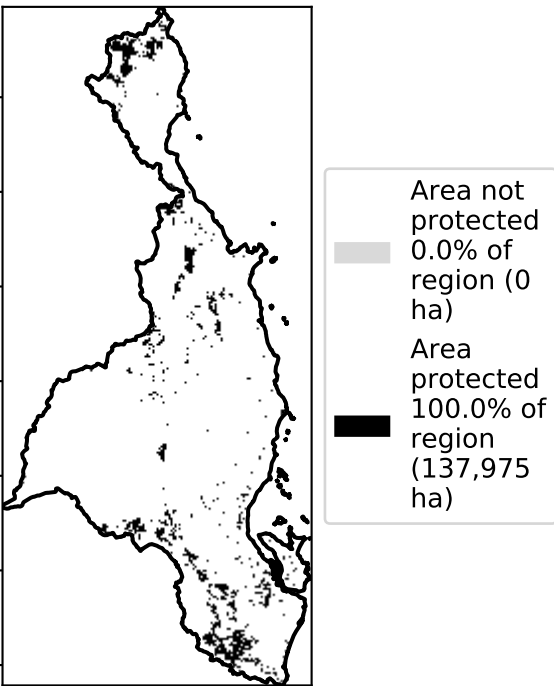 Area not
protected
0.0% of
region (0
ha)
Area
protected
100.0% of
region
(137,975
ha)